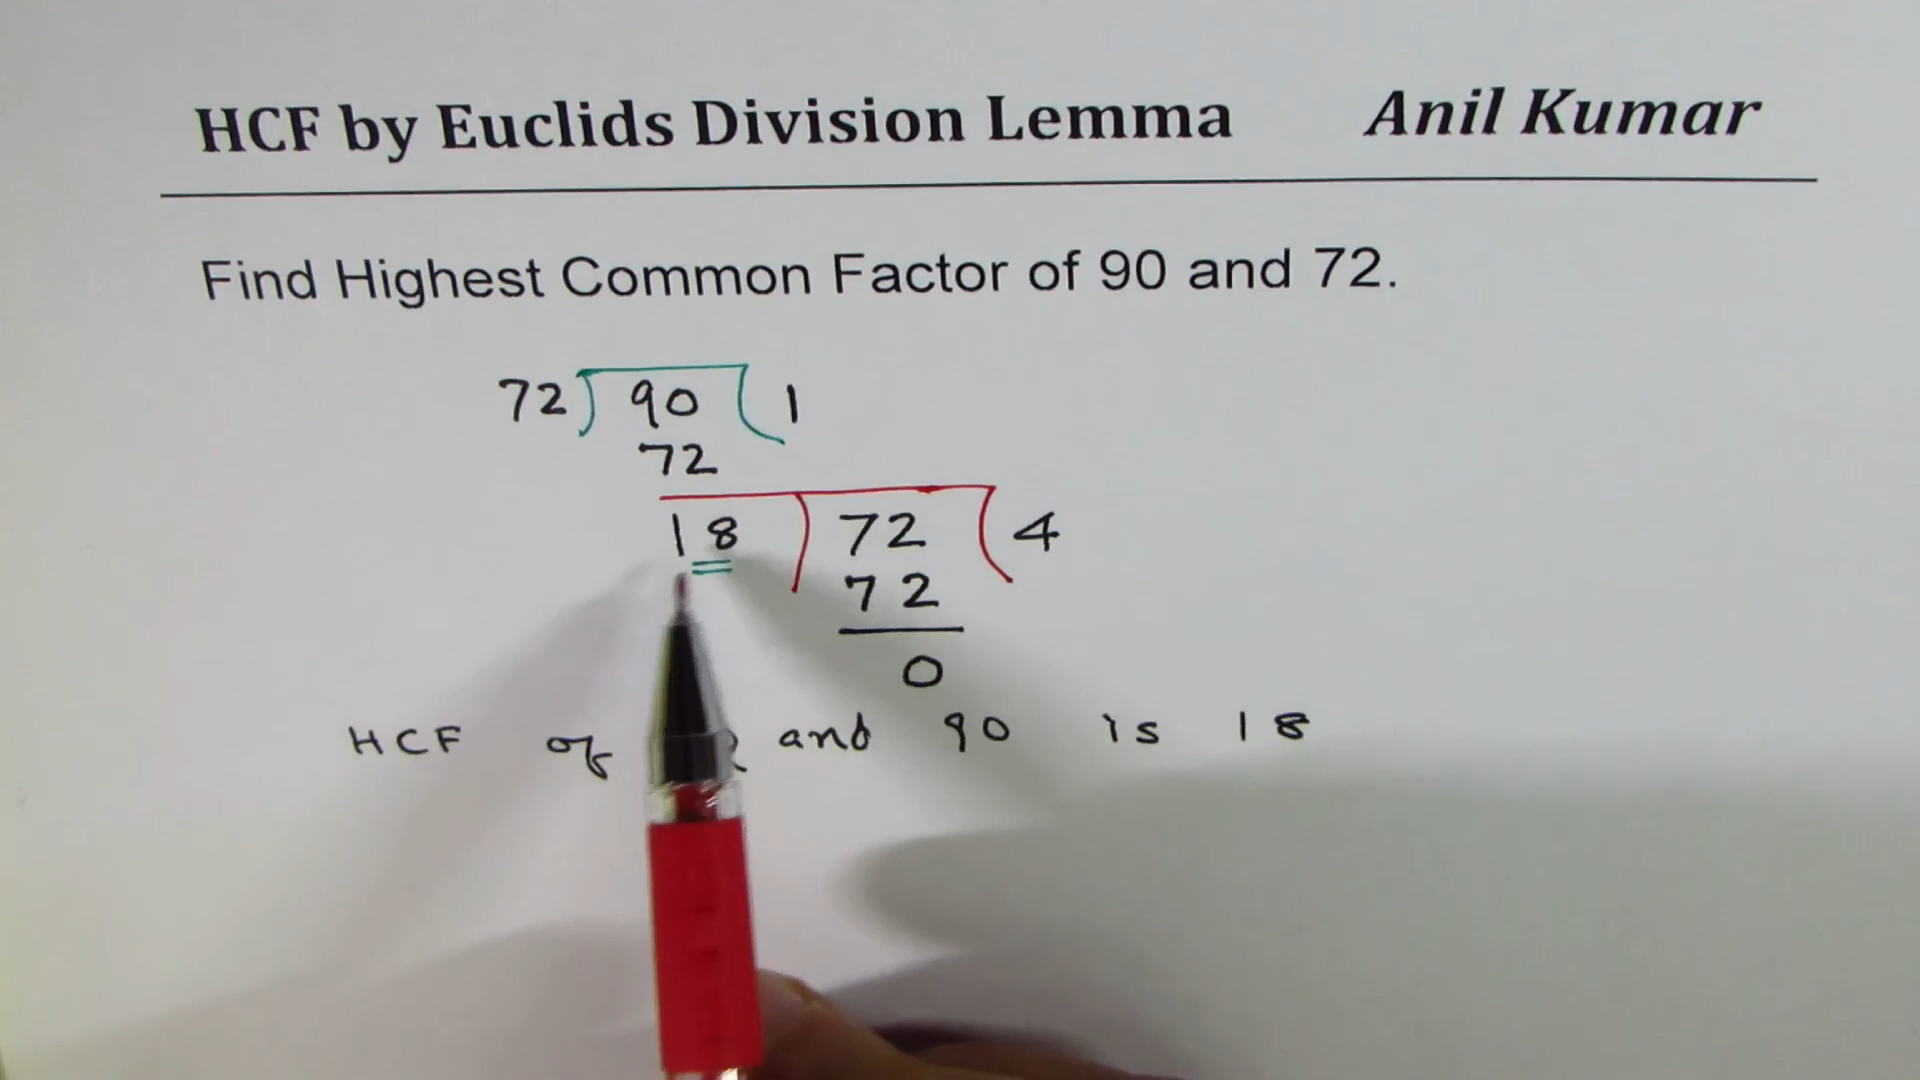 HCF by Euclids Division Lemma Anil Kumar
Find Highest Common Factor of 90 and 72.
72) 90 ( 1
72
18 ) 72 ( 4
72
0
HCF of and 90 is 18